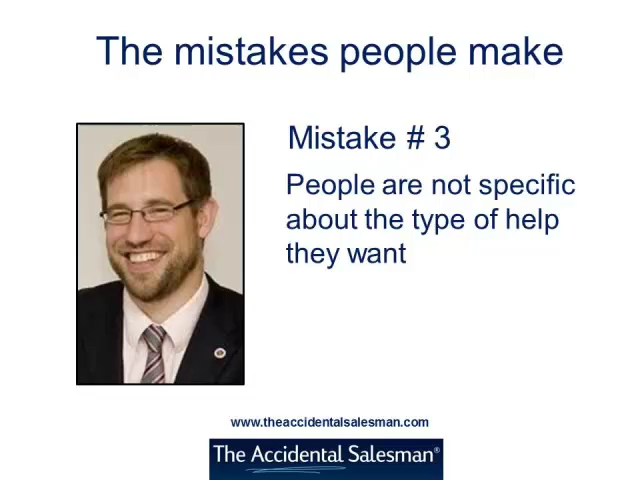 The mistakes people make
Mistake # 3
People are not specific
about the type of help
they want
www.theaccidentalsalesman.com
The Accidental Salesman®